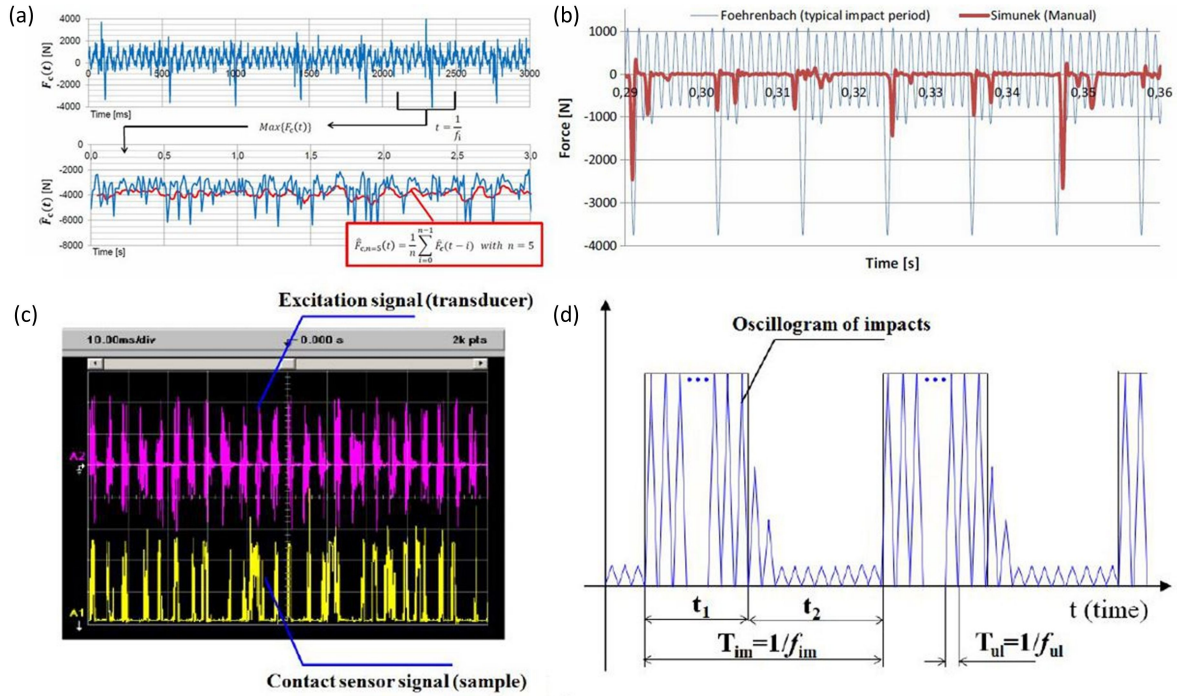 (a)
4000
2000
0
-2000
-4000
F_c(t) [N]
0 500 1000 1500 2000 2500 3000
Time [ms]
Max{F_c(t)}
t = 1/f_i
0,0 0,5 1,0 1,5 2,0 2,5 3,0
0
-2000
-4000
-6000
-8000
F̂_c(t) [N]
Time [s]
F̂_{c,n=5}(t) = 1/n ∑_{i=0}^{n-1} F̂_c(t − i) with n = 5
(b)
Foehrenbach (typical impact period) Simunek (Manual)
1000
0
-1000
-2000
-3000
-4000
Force [N]
0,29 0,30 0,31 0,32 0,33 0,34 0,35 0,36
Time [s]
(c)
Excitation signal (transducer)
10.00ms/div 0.000 s 2k pts
A2
A1
Contact sensor signal (sample)
(d)
Oscillogram of impacts
t₁ t₂
t (time)
T_im=1/f_im
T_ul=1/f_ul